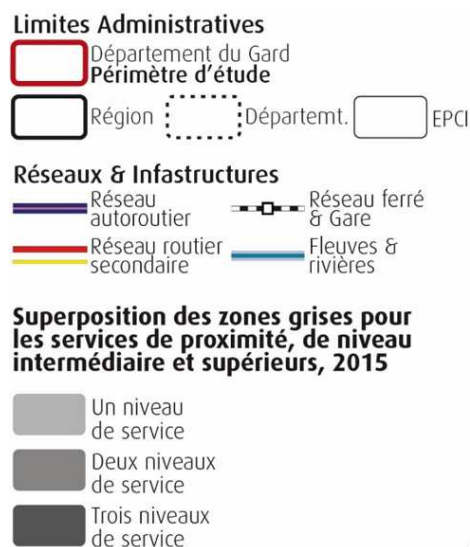 Limites Administratives
Département du Gard
Périmètre d'étude
Région
Départemt.
EPCI
Réseaux & Infastructures
Réseau
autoroutier
Réseau ferré
& Gare
Réseau routier
secondaire
Fleuves &
rivières
Superposition des zones grises pour
les services de proximité, de niveau
intermédiaire et supérieurs, 2015
Un niveau
de service
Deux niveaux
de service
Trois niveaux
de service